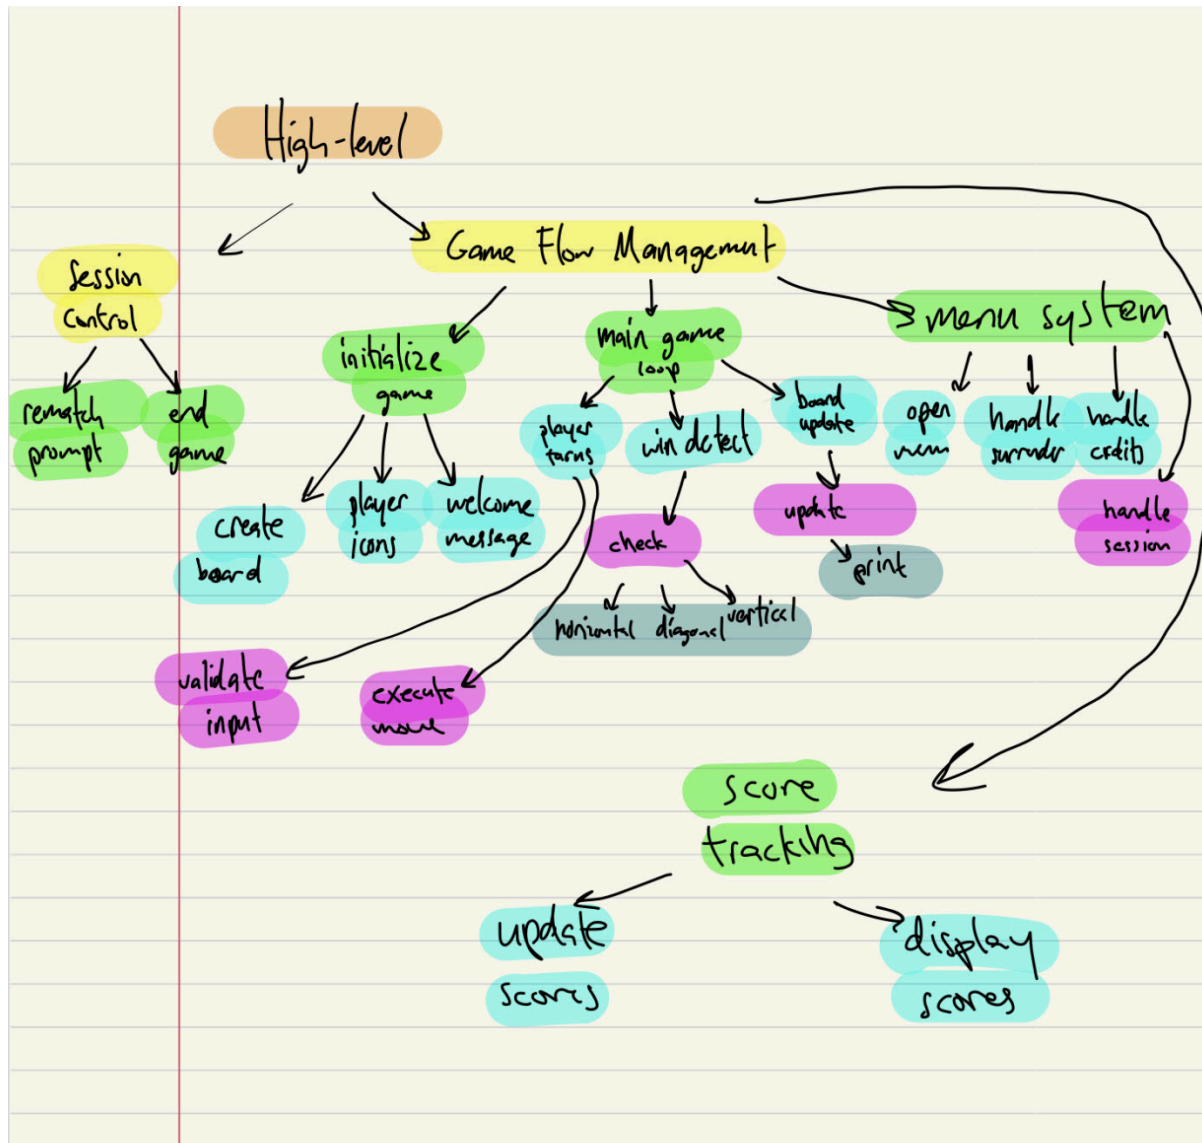 High-level
Game Flow Management
Session
control
rematch
prompt
end
game
initialize
game
create
board
player
icons
welcome
message
main game
loop
player
turns
win detect
board
update
menu system
open
menu
handle
surrender
handle
credits
handle
session
check
horizontal diagonal vertical
update
print
validate
input
execute
move
score
tracking
update
scores
display
scores